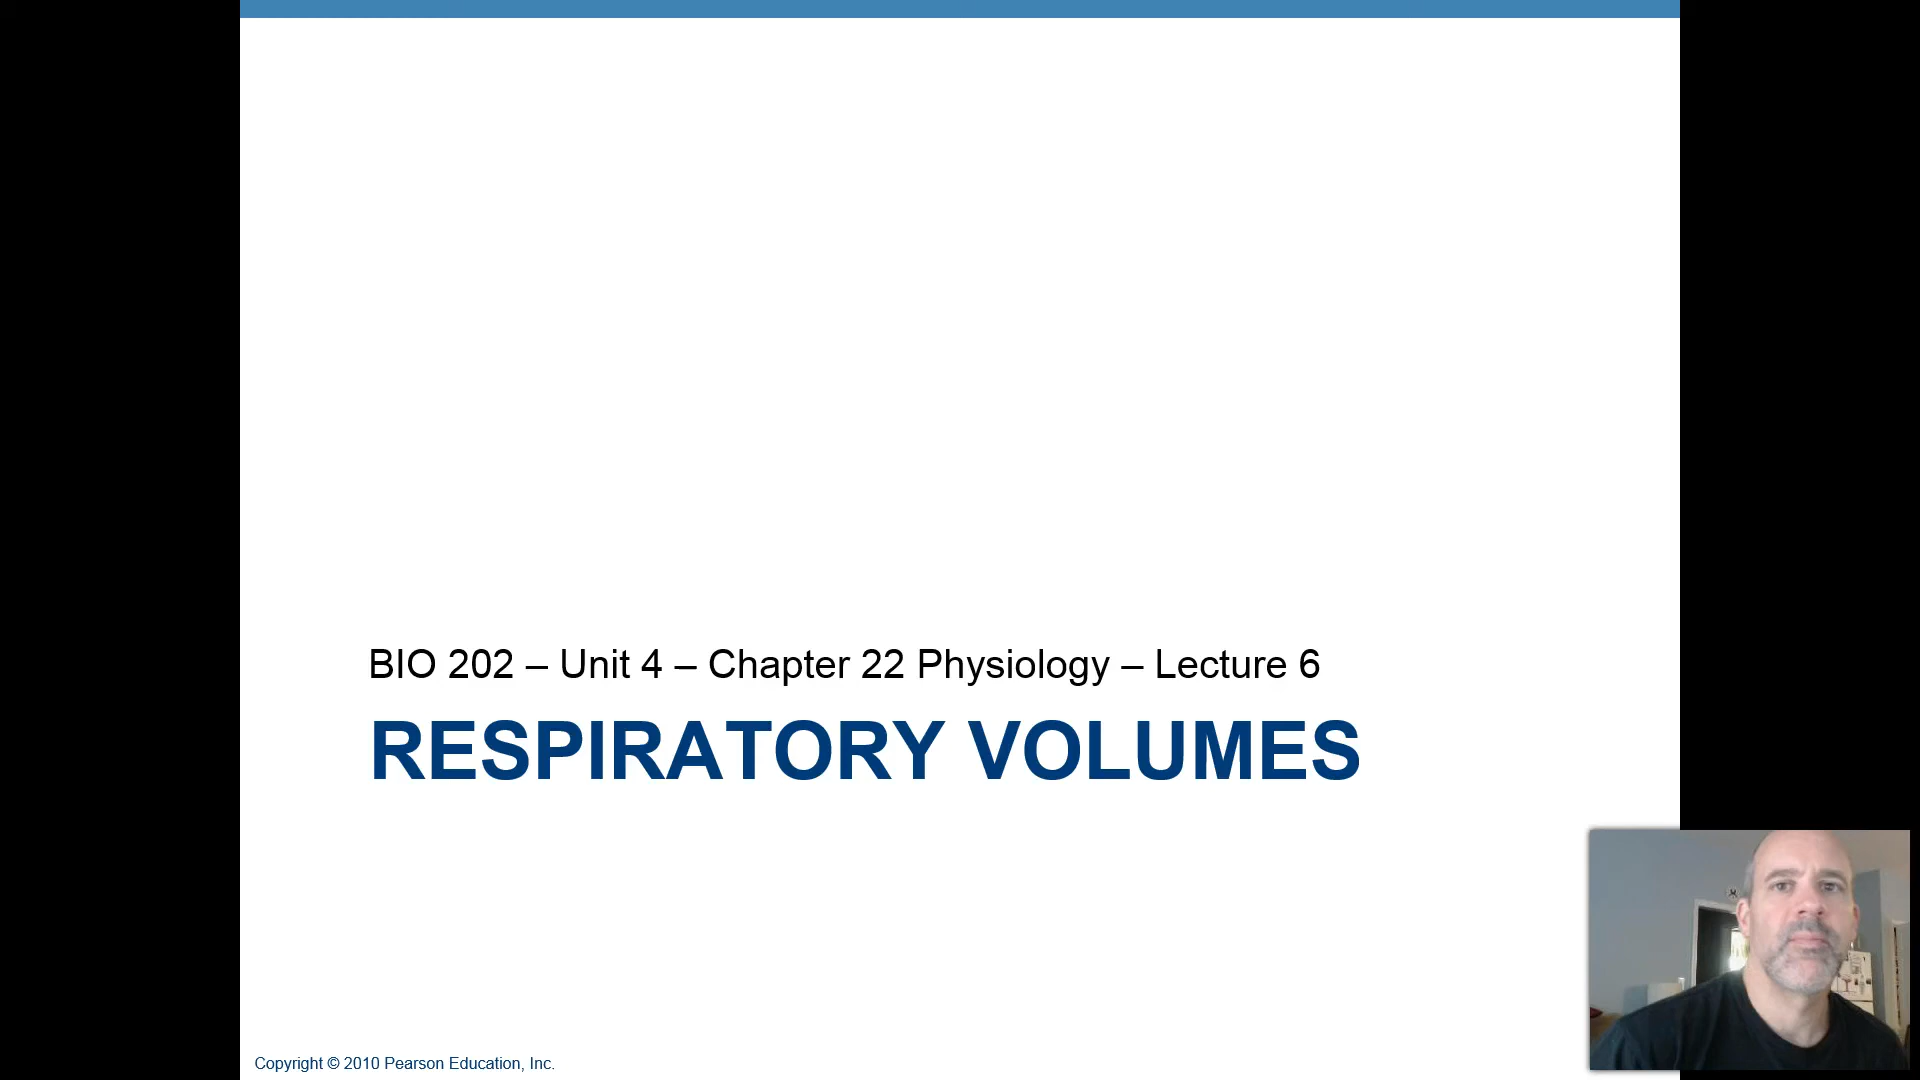 BIO 202 – Unit 4 – Chapter 22 Physiology – Lecture 6
RESPIRATORY VOLUMES
Copyright © 2010 Pearson Education, Inc.